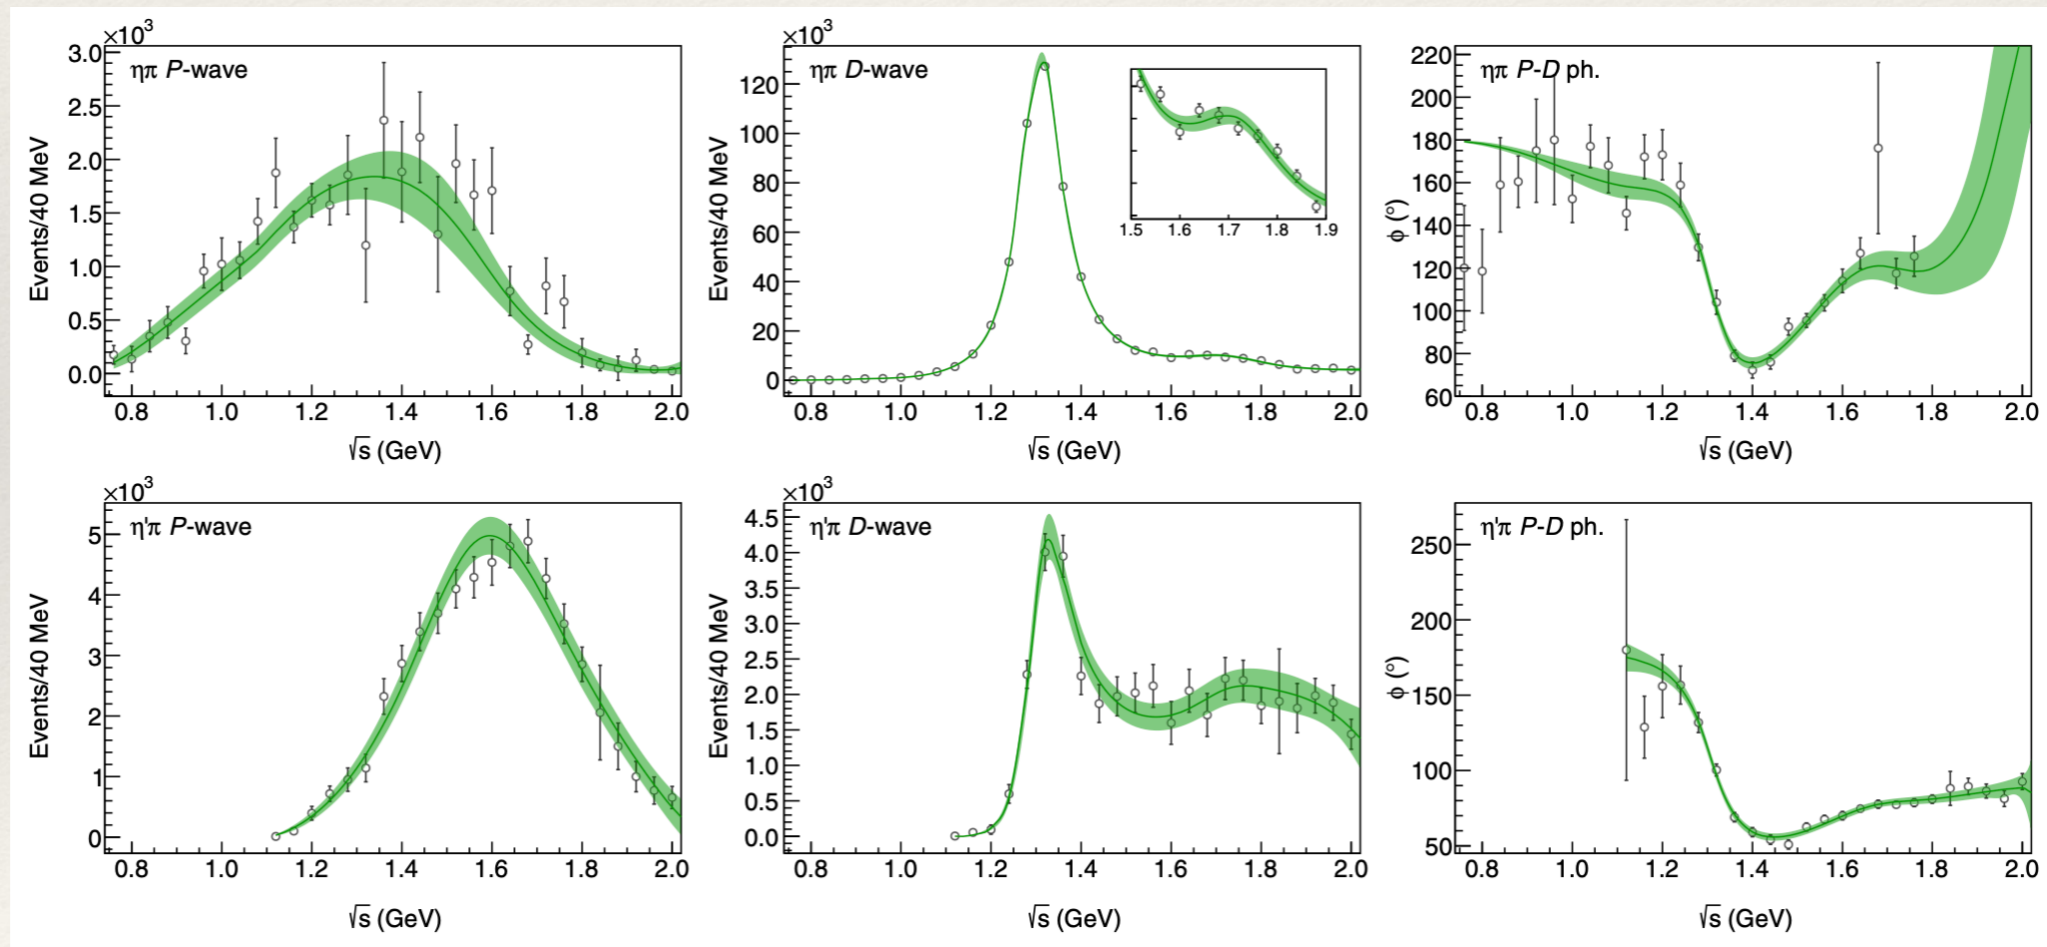 ×10³
ηπ P-wave
Events/40 MeV
3.0
2.5
2.0
1.5
1.0
0.5
0.0
0.8 1.0 1.2 1.4 1.6 1.8 2.0
√s (GeV)
×10³
ηπ D-wave
Events/40 MeV
120
100
80
60
40
20
0
1.5 1.6 1.7 1.8 1.9
0.8 1.0 1.2 1.4 1.6 1.8 2.0
√s (GeV)
ηπ P-D ph.
ϕ (°)
220
200
180
160
140
120
100
80
60
0.8 1.0 1.2 1.4 1.6 1.8 2.0
√s (GeV)
×10³
η'π P-wave
Events/40 MeV
5
4
3
2
1
0
0.8 1.0 1.2 1.4 1.6 1.8 2.0
√s (GeV)
×10³
η'π D-wave
Events/40 MeV
4.5
4.0
3.5
3.0
2.5
2.0
1.5
1.0
0.5
0.0
0.8 1.0 1.2 1.4 1.6 1.8 2.0
√s (GeV)
η'π P-D ph.
ϕ (°)
250
200
150
100
50
0.8 1.0 1.2 1.4 1.6 1.8 2.0
√s (GeV)